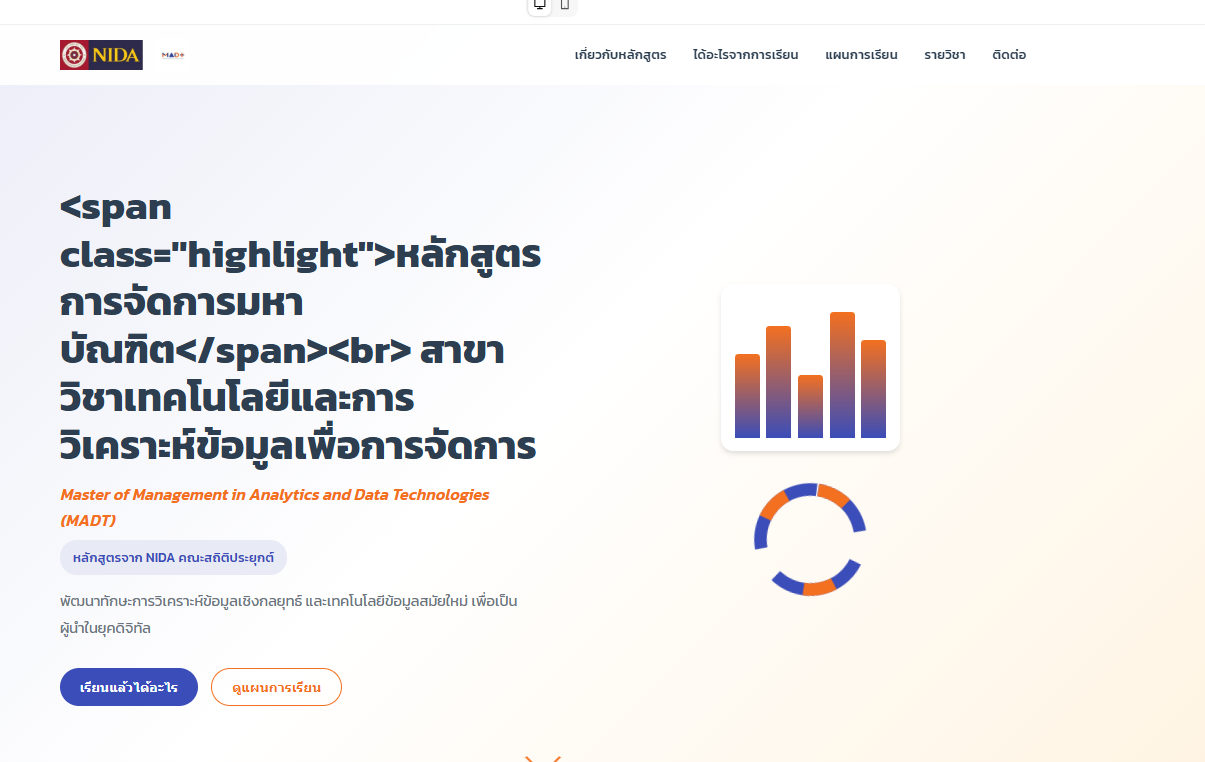 NIDA
MADT
เกี่ยวกับหลักสูตร
ได้อะไรจากการเรียน
แผนการเรียน
รายวิชา
ติดต่อ
<span
class="highlight">หลักสูตร
การจัดการมหา
บัณฑิต</span><br> สาขา
วิชาเทคโนโลยีและการ
วิเคราะห์ข้อมูลเพื่อการจัดการ
Master of Management in Analytics and Data Technologies
(MADT)
หลักสูตรจาก NIDA คณะสถิติประยุกต์
พัฒนาทักษะการวิเคราะห์ข้อมูลเชิงกลยุทธ์ และเทคโนโลยีข้อมูลสมัยใหม่ เพื่อเป็น
ผู้นำในยุคดิจิทัล
เรียนแล้วได้อะไร
ดูแผนการเรียน